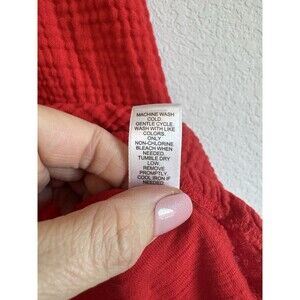 MACHINE WASH
COLD.
GENTLE CYCLE.
WASH WITH LIKE
COLORS.
ONLY
NON-CHLORINE
BLEACH WHEN
NEEDED.
TUMBLE DRY
LOW.
REMOVE
PROMPTLY.
COOL IRON IF
NEEDED.